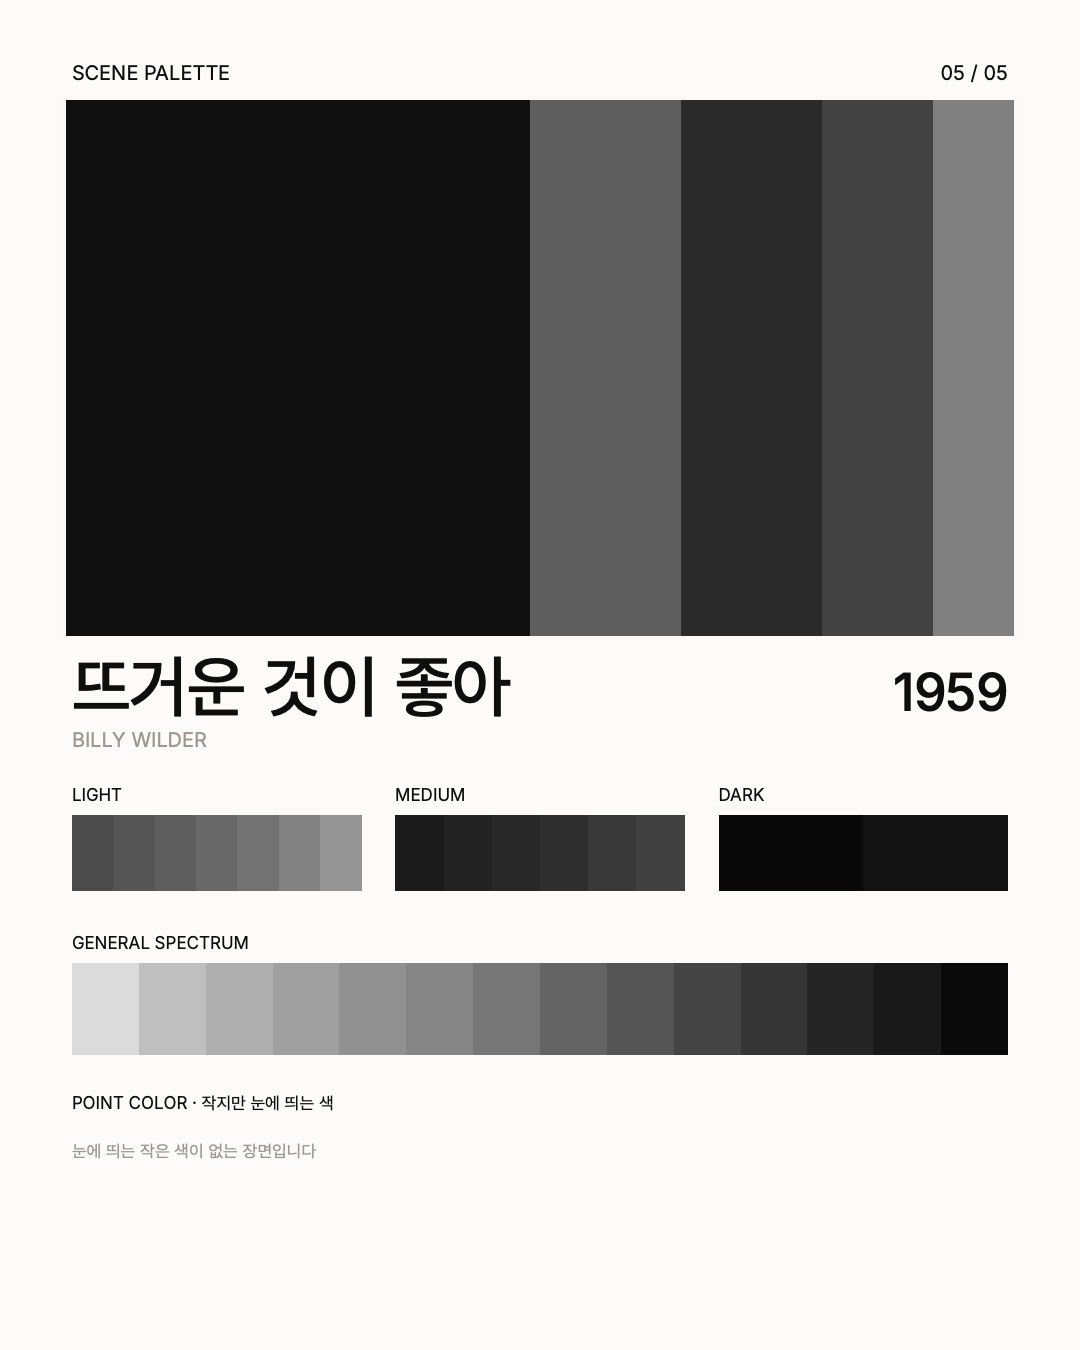 SCENE PALETTE
05 / 05
뜨거운 것이 좋아
1959
BILLY WILDER
LIGHT
MEDIUM
DARK
GENERAL SPECTRUM
POINT COLOR · 작지만 눈에 띄는 색
눈에 띄는 작은 색이 없는 장면입니다